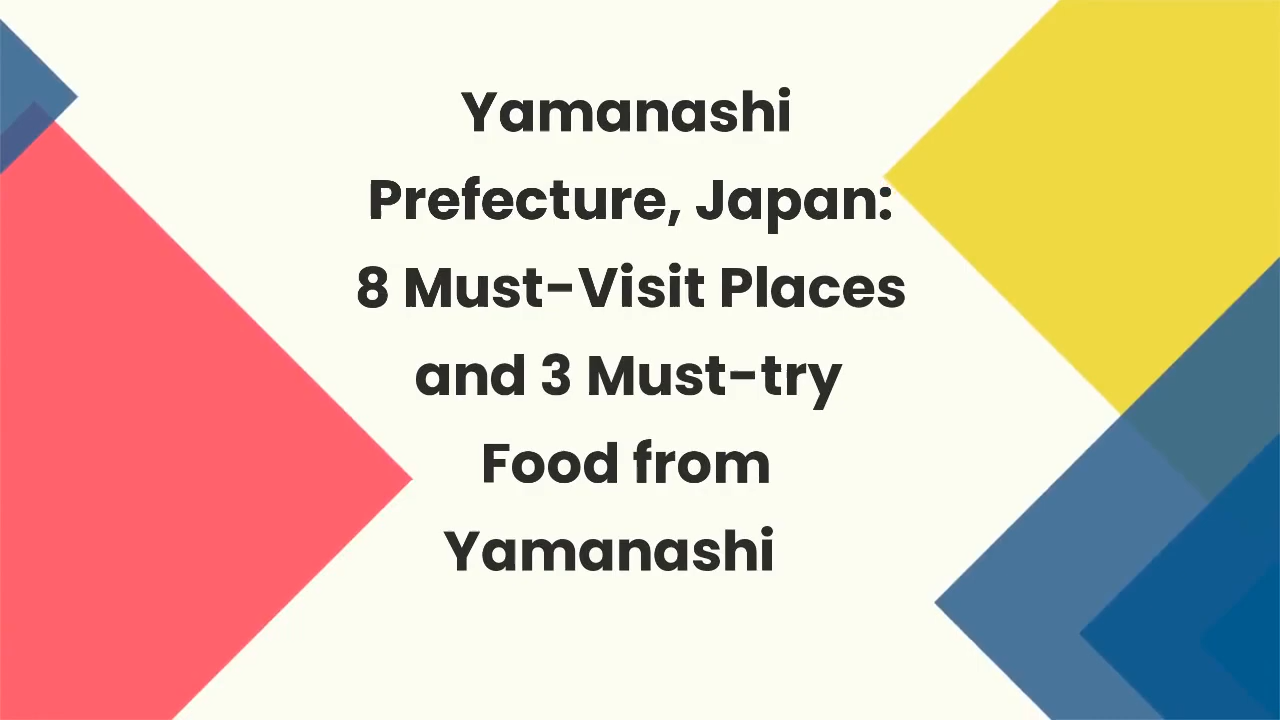 Yamanashi
Prefecture, Japan:
8 Must-Visit Places
and 3 Must-try
Food from
Yamanashi